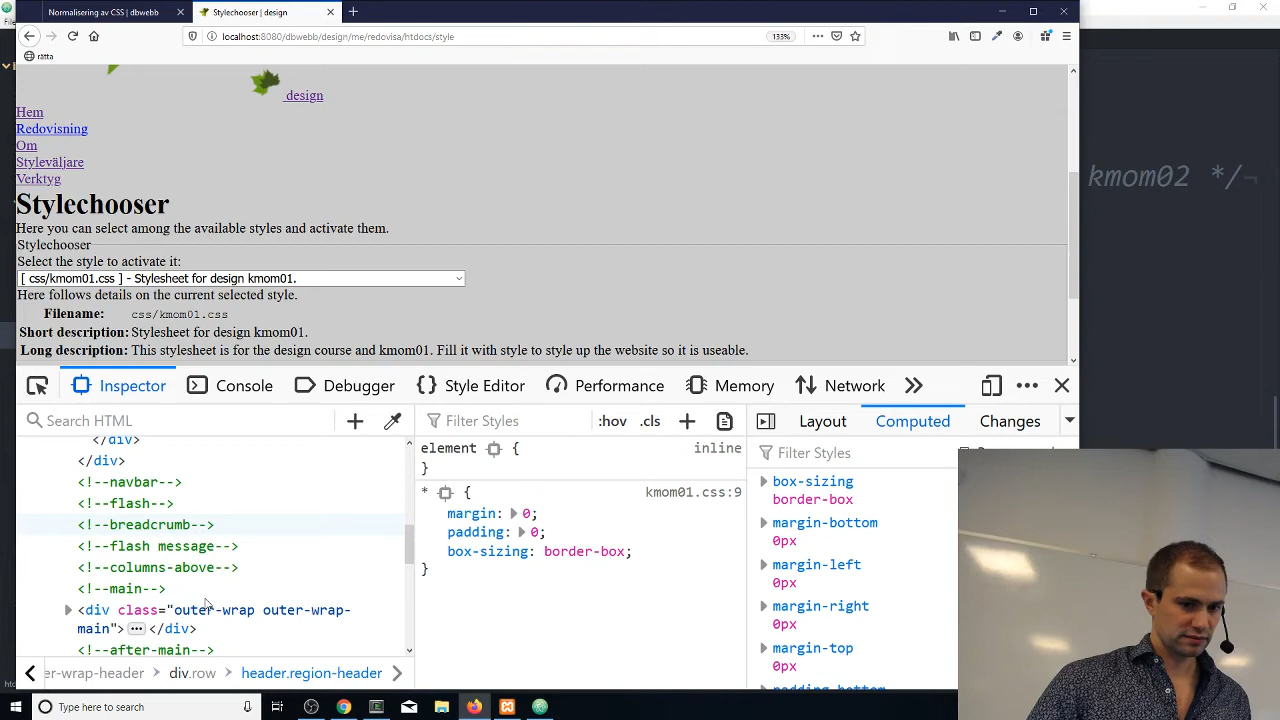 Normalisering av CSS | dbwebb
Stylechooser | design
localhost:8080/dbwebb/design/me/redovisa/htdocs/style
133%
rätta
design
Hem
Redovisning
Om
Styleväljare
Verktyg
kmom02 */¬
Stylechooser
Here you can select among the available styles and activate them.
Stylechooser
Select the style to activate it:
[ css/kmom01.css ] - Stylesheet for design kmom01.
Here follows details on the current selected style.
Filename: css/kmom01.css
Short description: Stylesheet for design kmom01.
Long description: This stylesheet is for the design course and kmom01. Fill it with style to style up the website so it is useable.
Inspector Console Debugger {} Style Editor Performance Memory Network
Search HTML
Filter Styles :hov .cls
Layout Computed Changes
</div>
</div>
<!--navbar-->
<!--flash-->
<!--breadcrumb-->
<!--flash message-->
<!--columns-above-->
<!--main-->
<div class="outer-wrap outer-wrap-
main"> ••• </div>
<!--after-main-->
er-wrap-header div.row header.region-header
element { inline
}
* { kmom01.css:9
margin: 0;
padding: 0;
box-sizing: border-box;
}
Filter Styles
box-sizing
border-box
margin-bottom
0px
margin-left
0px
margin-right
0px
margin-top
0px
Type here to search